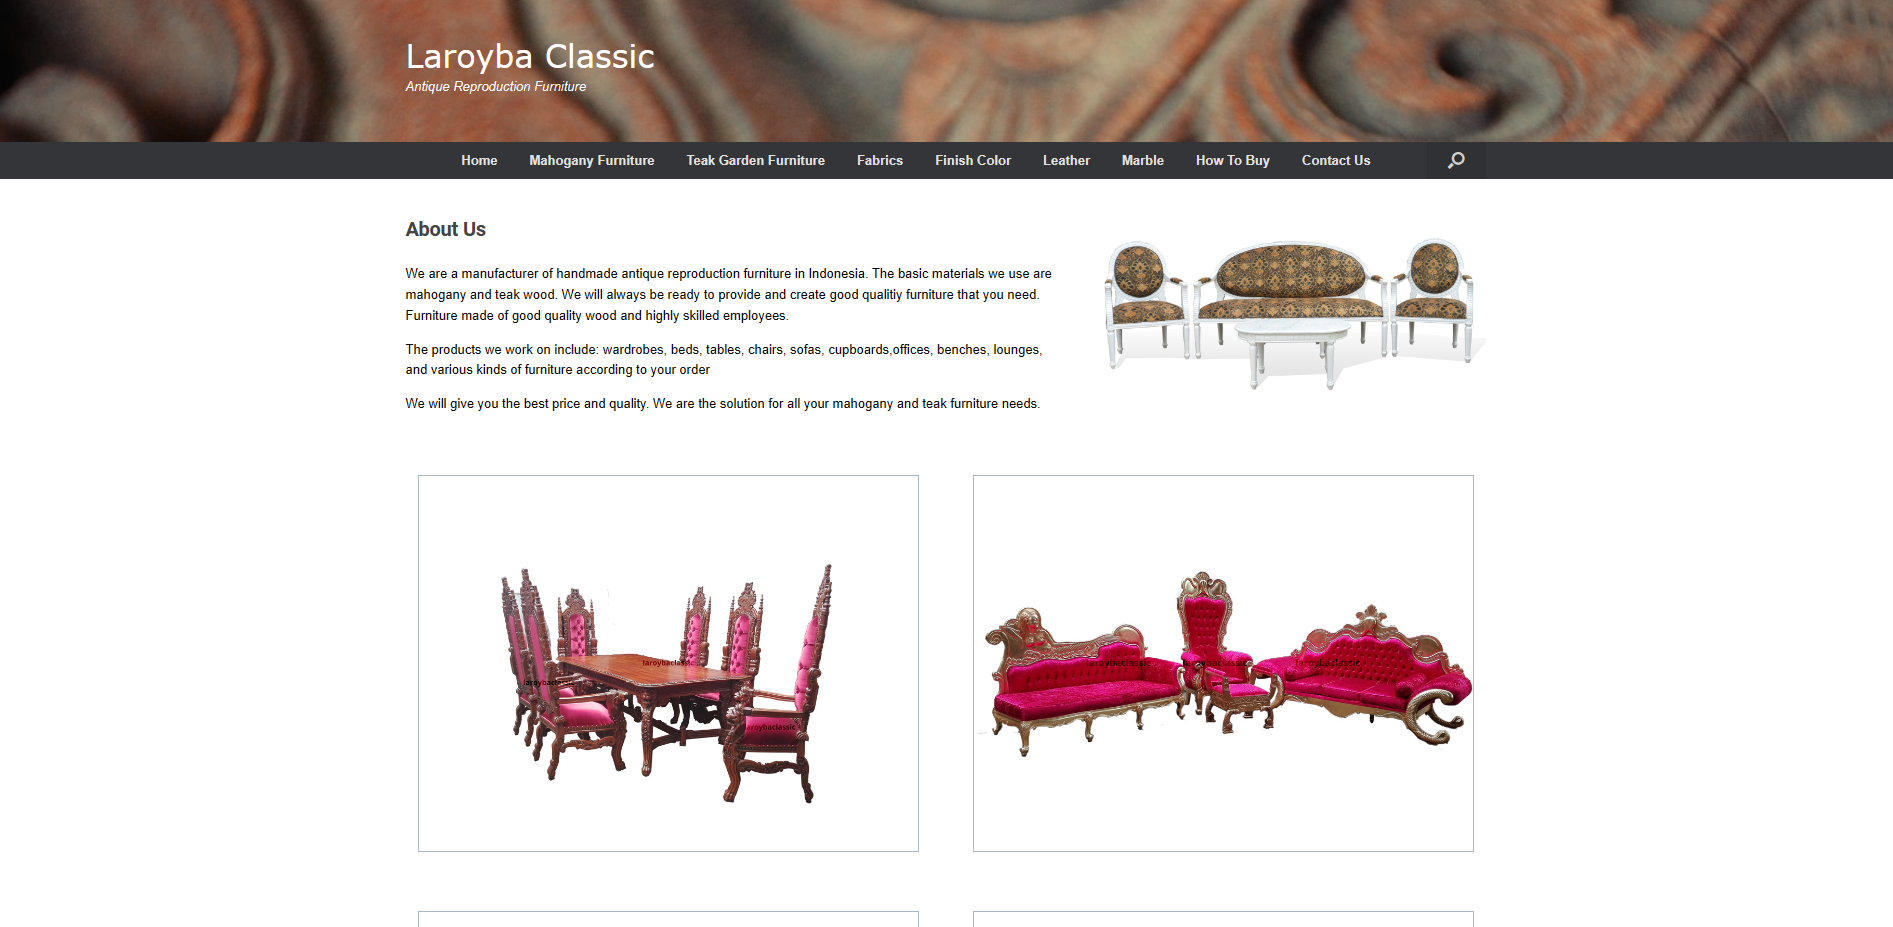 Laroyba Classic
Antique Reproduction Furniture
Home Mahogany Furniture Teak Garden Furniture Fabrics Finish Color Leather Marble How To Buy Contact Us
About Us
We are a manufacturer of handmade antique reproduction furniture in Indonesia. The basic materials we use are
mahogany and teak wood. We will always be ready to provide and create good qualitiy furniture that you need.
Furniture made of good quality wood and highly skilled employees.
The products we work on include: wardrobes, beds, tables, chairs, sofas, cupboards,offices, benches, lounges,
and various kinds of furniture according to your order
We will give you the best price and quality. We are the solution for all your mahogany and teak furniture needs.
laroybaclassic
laroybaclassic
laroybaclassic
laroybaclassic
laroybaclassic
laroybaclassic